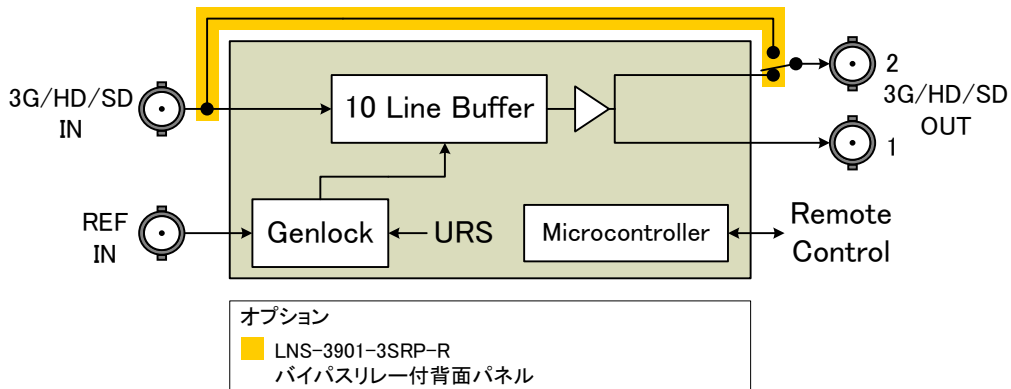 3G/HD/SD
IN
10 Line Buffer
2
3G/HD/SD
OUT
1
REF
IN
Genlock
URS
Microcontroller
Remote
Control
オプション
LNS-3901-3SRP-R
バイパスリレー付背面パネル